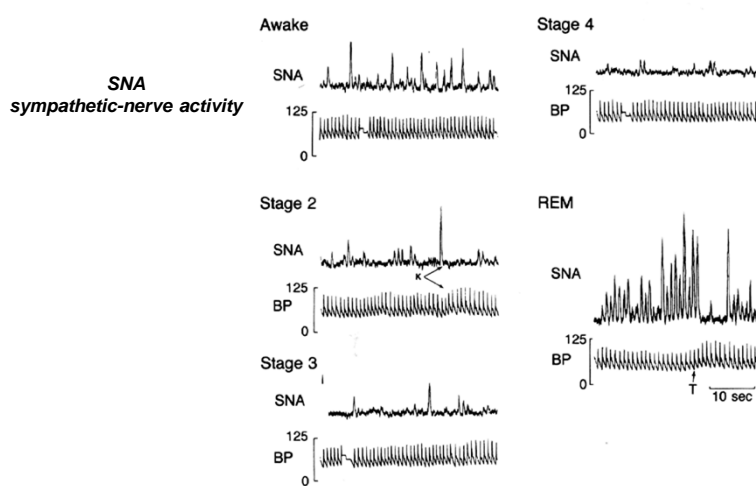 SNA
sympathetic-nerve activity
Awake
SNA
125
BP
0
Stage 2
SNA
K
125
BP
0
Stage 3
SNA
125
BP
0
Stage 4
SNA
125
BP
0
REM
SNA
125
BP
0
T
10 sec